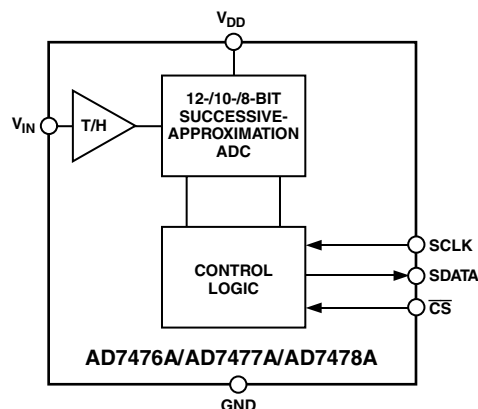 VDD
12-/10-/8-BIT
SUCCESSIVE-
APPROXIMATION
ADC
VIN
T/H
CONTROL
LOGIC
SCLK
SDATA
CS
AD7476A/AD7477A/AD7478A
GND